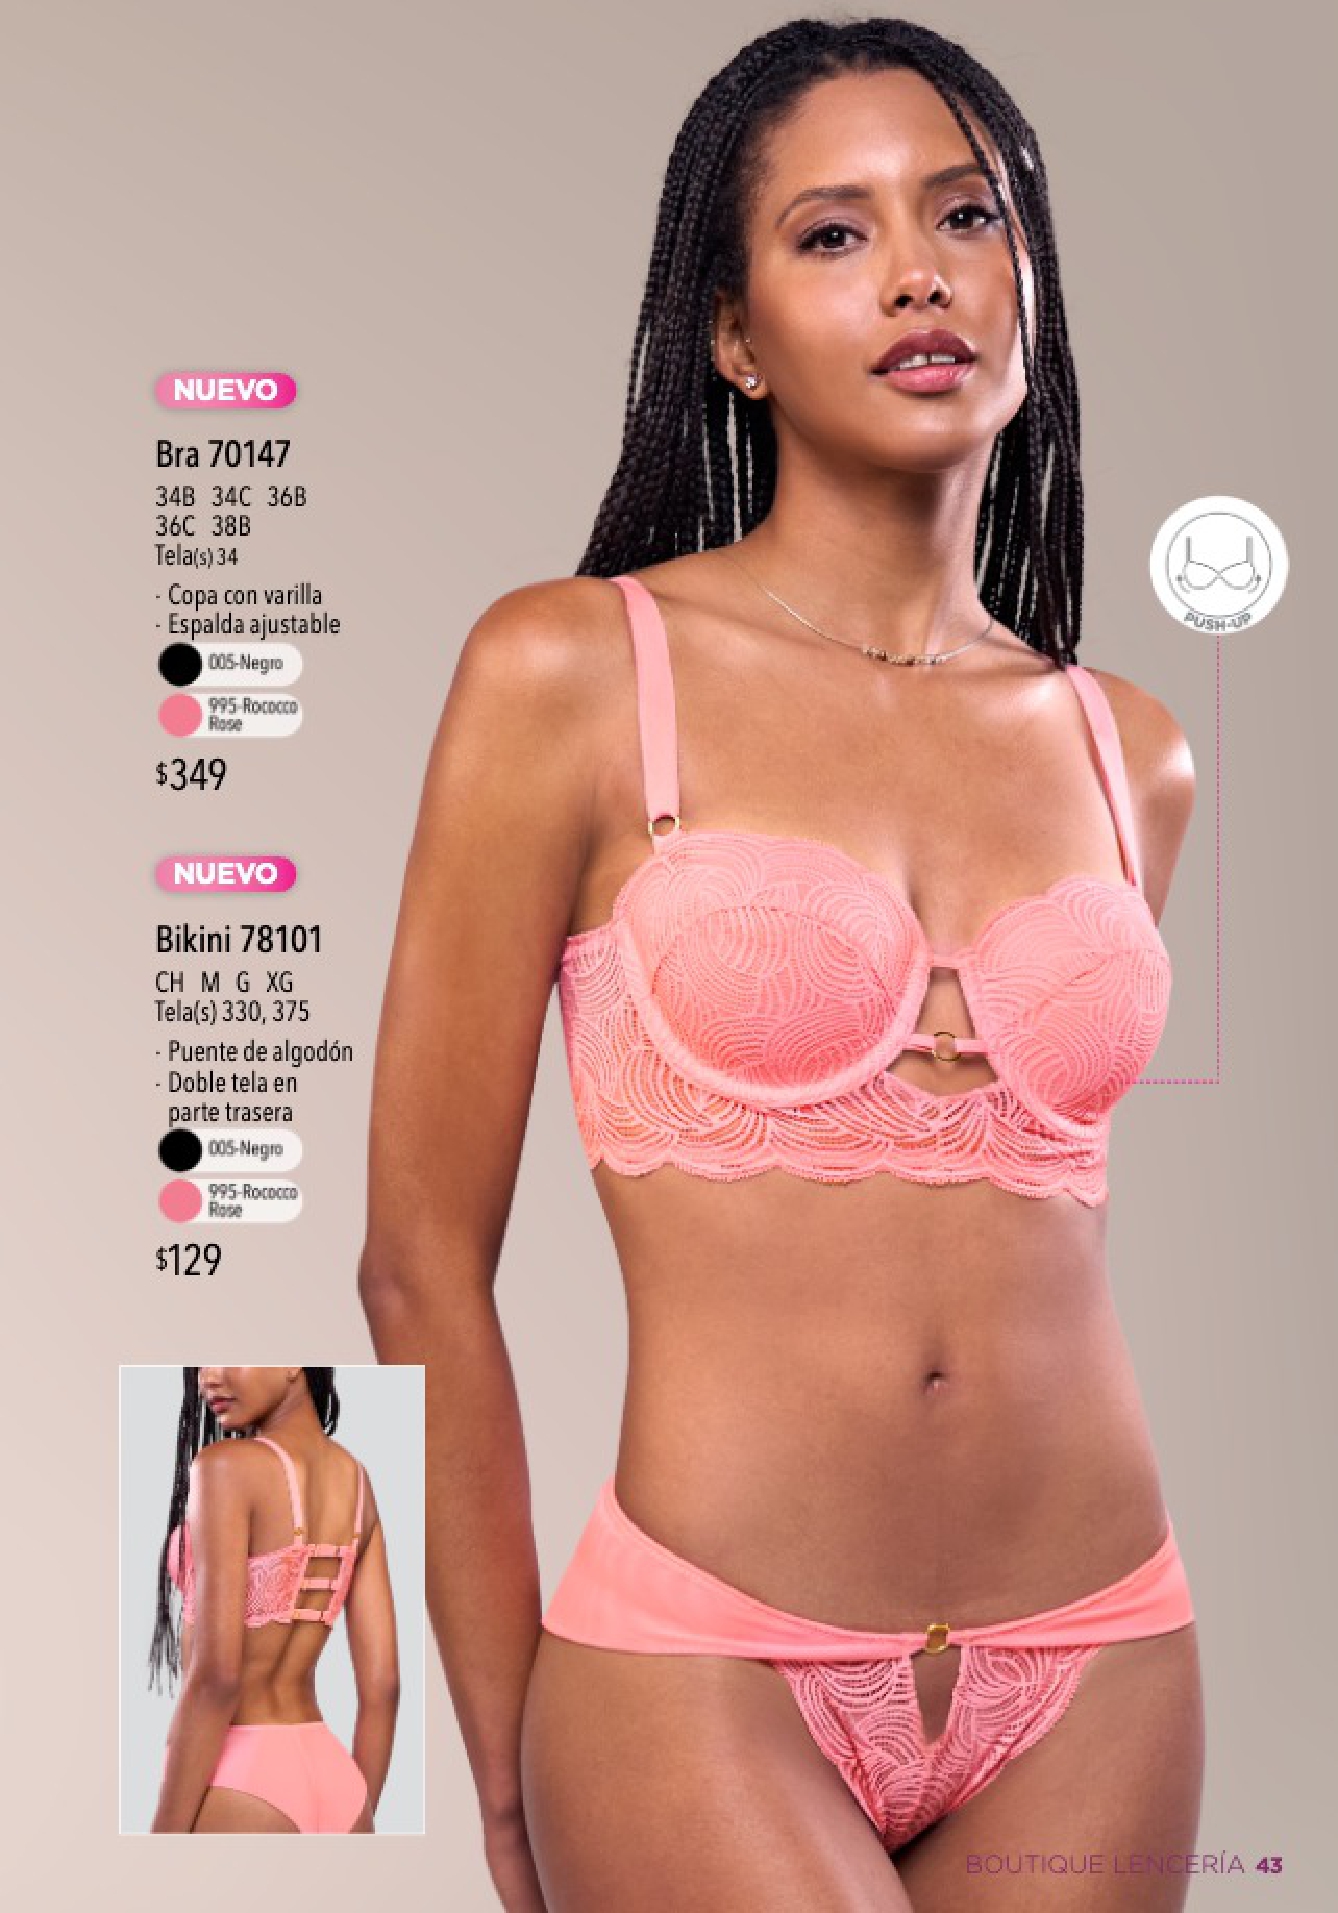 NUEVO
Bra 70147
34B 34C 36B
36C 38B
Tela(s) 34
· Copa con varilla
· Espalda ajustable
005-Negro
995-Rococco
Rose
$349
NUEVO
Bikini 78101
CH M G XG
Tela(s) 330, 375
· Puente de algodón
· Doble tela en
parte trasera
005-Negro
995-Rococco
Rose
$129
PUSH-UP
BOUTIQUE LENCERÍA 43